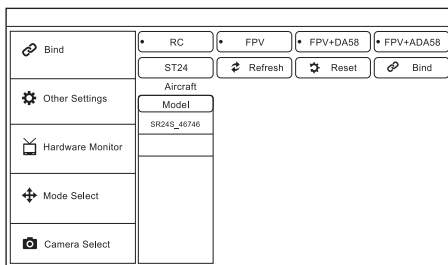 Bind
Other Settings
Hardware Monitor
Mode Select
Camera Select
RC
FPV
FPV+DA58
FPV+ADA58
ST24
Refresh
Reset
Bind
Aircraft
Model
SR24S_46746